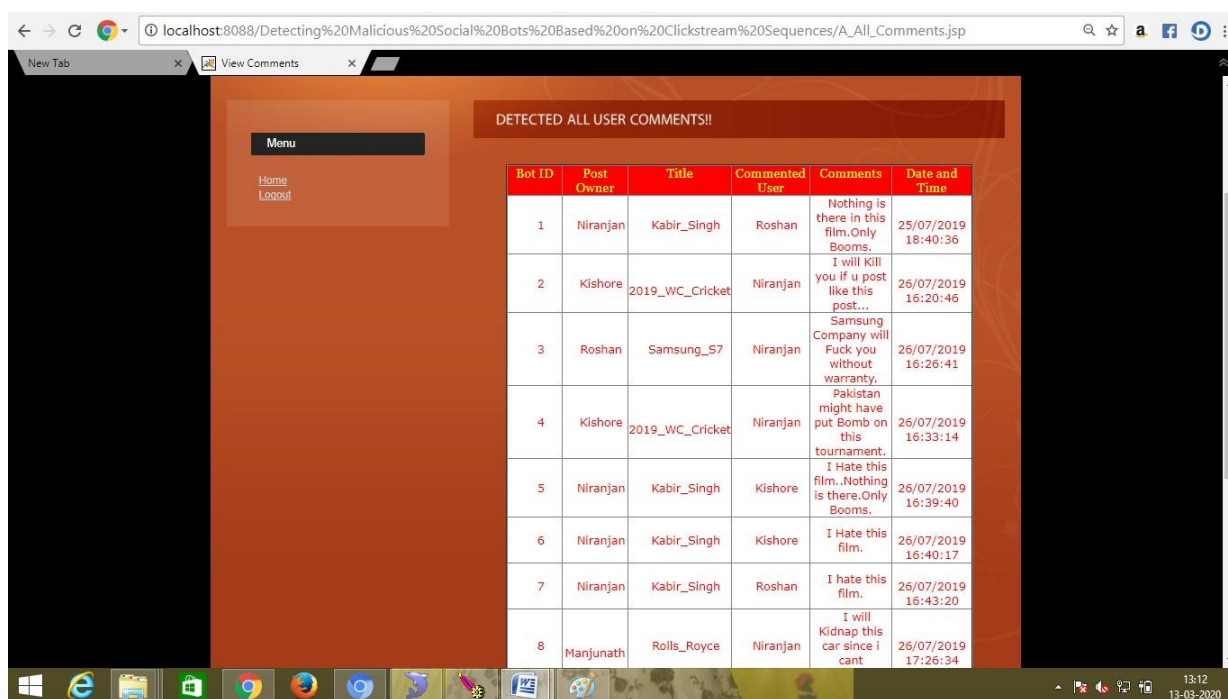 localhost:8088/Detecting%20Malicious%20Social%20Bots%20Based%20on%20Clickstream%20Sequences/A_All_Comments.jsp
New Tab
View Comments
DETECTED ALL USER COMMENTS!!
Menu
Home
Logout
Bot ID Post Owner Title Commented User Comments Date and Time
1 Niranjan Kabir_Singh Roshan Nothing is there in this film.Only Booms. 25/07/2019 18:40:36
2 Kishore 2019_WC_Cricket Niranjan I will Kill you if u post like this post... 26/07/2019 16:20:46
3 Roshan Samsung_S7 Niranjan Samsung Company will Fuck you without warranty. 26/07/2019 16:26:41
4 Kishore 2019_WC_Cricket Niranjan Pakistan might have put Bomb on this tournament. 26/07/2019 16:33:14
5 Niranjan Kabir_Singh Kishore I Hate this film..Nothing is there.Only Booms. 26/07/2019 16:39:40
6 Niranjan Kabir_Singh Kishore I Hate this film. 26/07/2019 16:40:17
7 Niranjan Kabir_Singh Roshan I hate this film. 26/07/2019 16:43:20
8 Manjunath Rolls_Royce Niranjan I will Kidnap this car since i cant 26/07/2019 17:26:34
13:12
13-03-2020